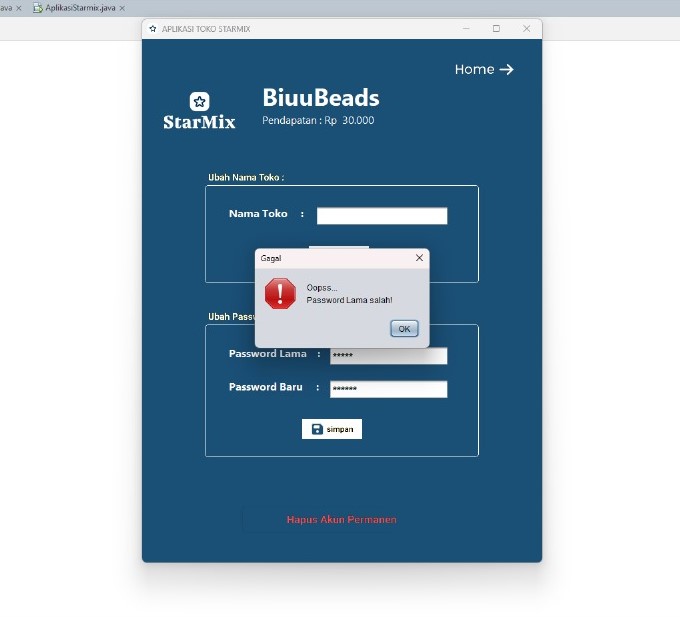 ava
AplikasiStarmix.java
APLIKASI TOKO STARMIX
Home
StarMix
BiuuBeads
Pendapatan : Rp 30.000
Ubah Nama Toko :
Nama Toko :
Gagal
Oopss...
Password Lama salah!
OK
Ubah Passw
Password Lama : *****
Password Baru : ******
simpan
Hapus Akun Permanen